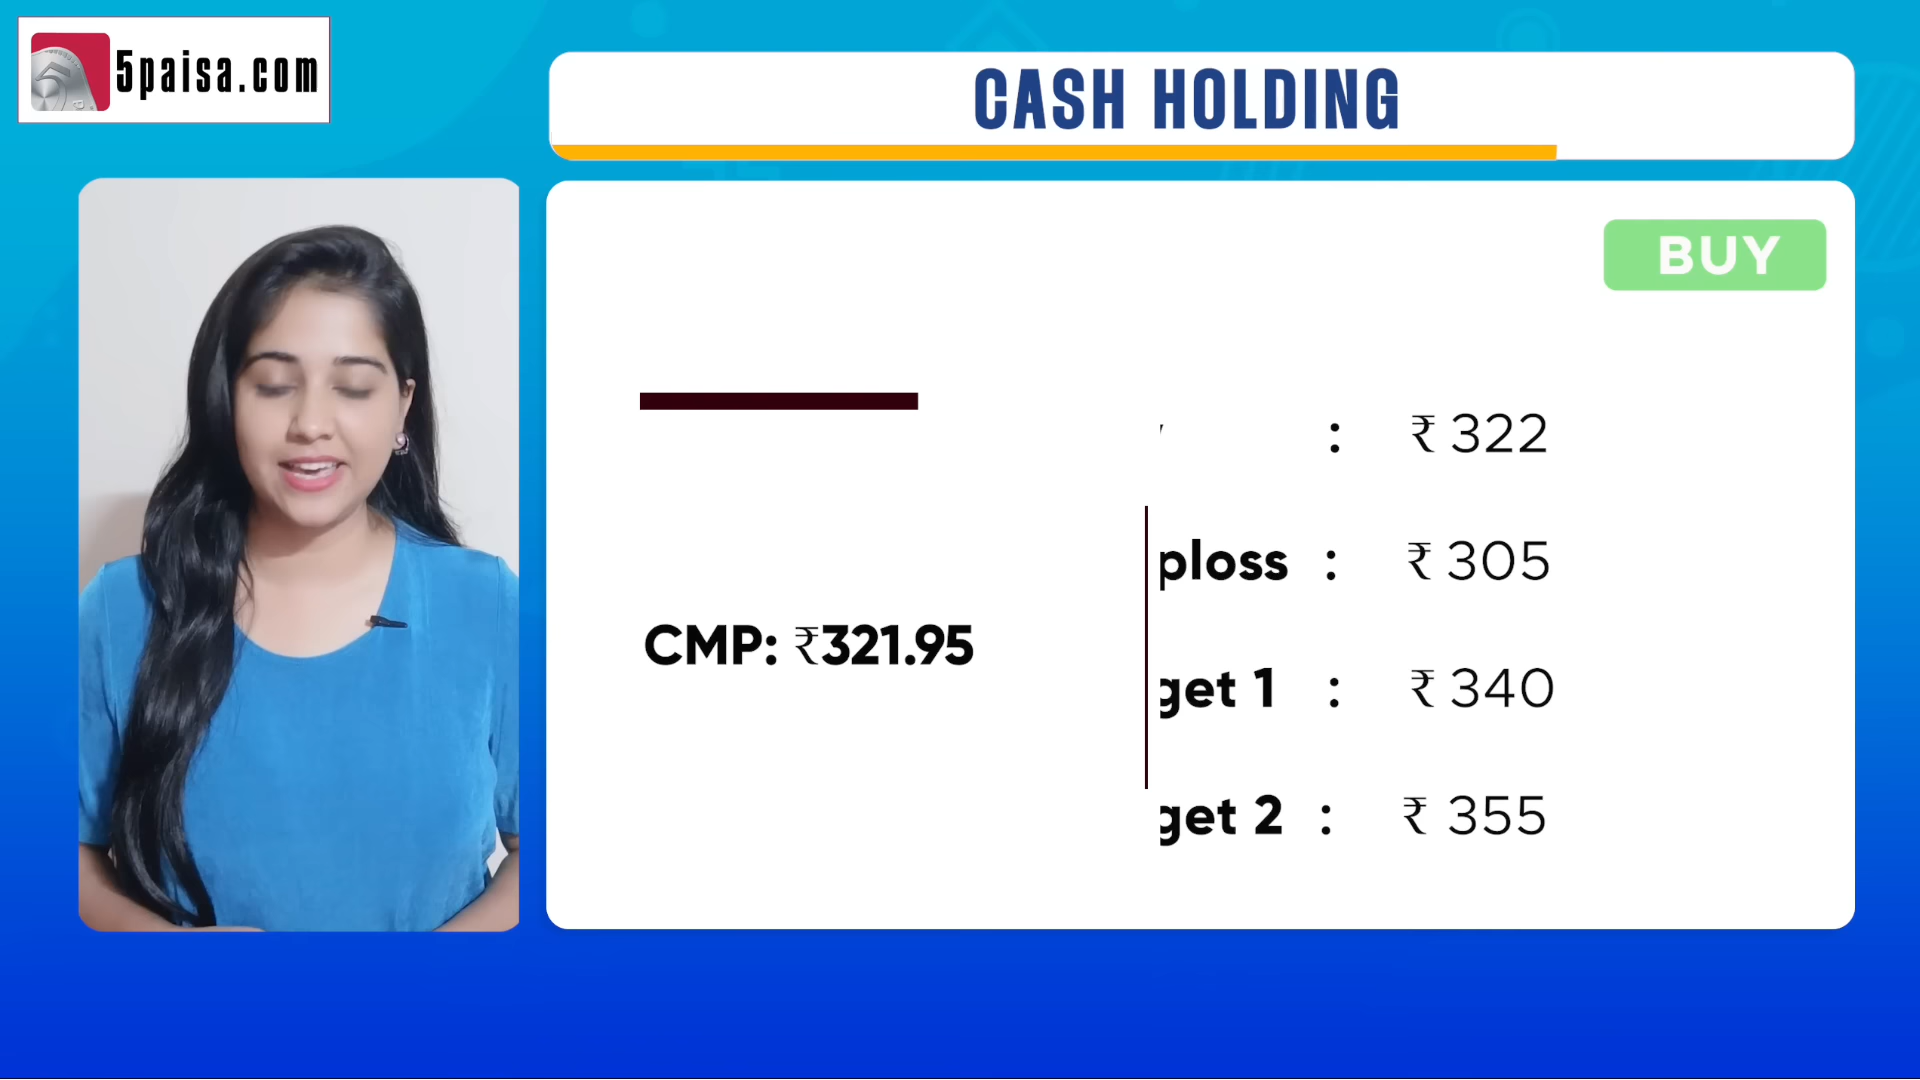 5paisa.com
CASH HOLDING
BUY
: ₹ 322
ploss : ₹ 305
CMP: ₹321.95
get 1 : ₹ 340
get 2 : ₹ 355